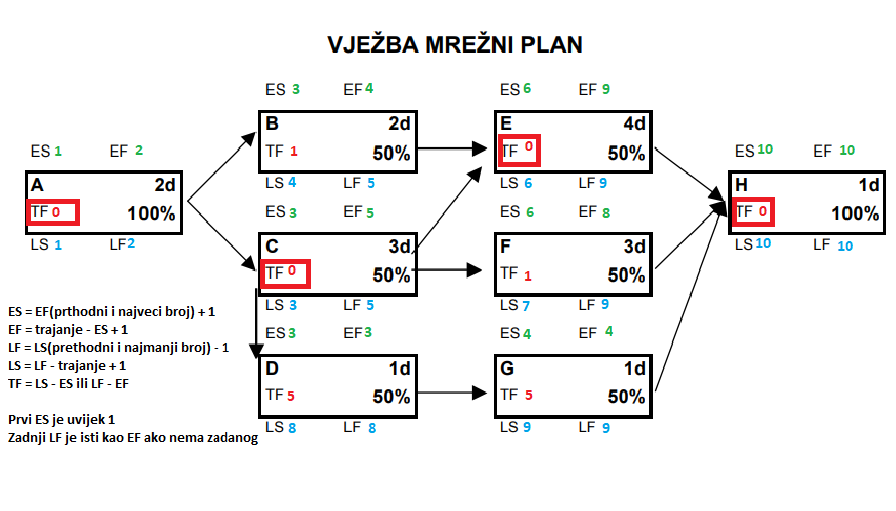 VJEŽBA MREŽNI PLAN
ES 3 EF 4
B 2d
TF 1 50%
LS 4 LF 5
ES 6 EF 9
E 4d
TF 0 50%
LS 6 LF 9
ES 1 EF 2
A 2d
TF 0 100%
LS 1 LF 2
ES 3 EF 5
C 3d
TF 0 50%
LS 3 LF 5
ES 6 EF 8
F 3d
TF 1 50%
LS 7 LF 9
ES 10 EF 10
H 1d
TF 0 100%
LS 10 LF 10
ES 3 EF 3
D 1d
TF 5 50%
LS 8 LF 8
ES 4 EF 4
G 1d
TF 5 50%
LS 9 LF 9
ES = EF(prthodni i najveci broj) + 1
EF = trajanje - ES + 1
LF = LS(prethodni i najmanji broj) - 1
LS = LF - trajanje + 1
TF = LS - ES ili LF - EF
Prvi ES je uvijek 1
Zadnji LF je isti kao EF ako nema zadanog